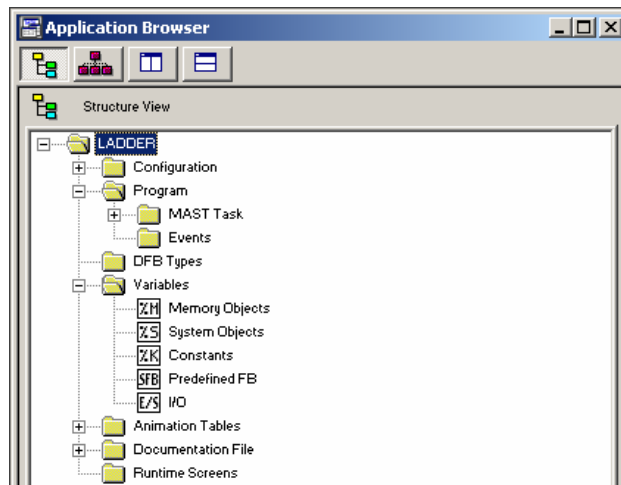 Application Browser
Structure View
LADDER
Configuration
Program
MAST Task
Events
DFB Types
Variables
%M Memory Objects
%S System Objects
%K Constants
SFB Predefined FB
E/S I/O
Animation Tables
Documentation File
Runtime Screens